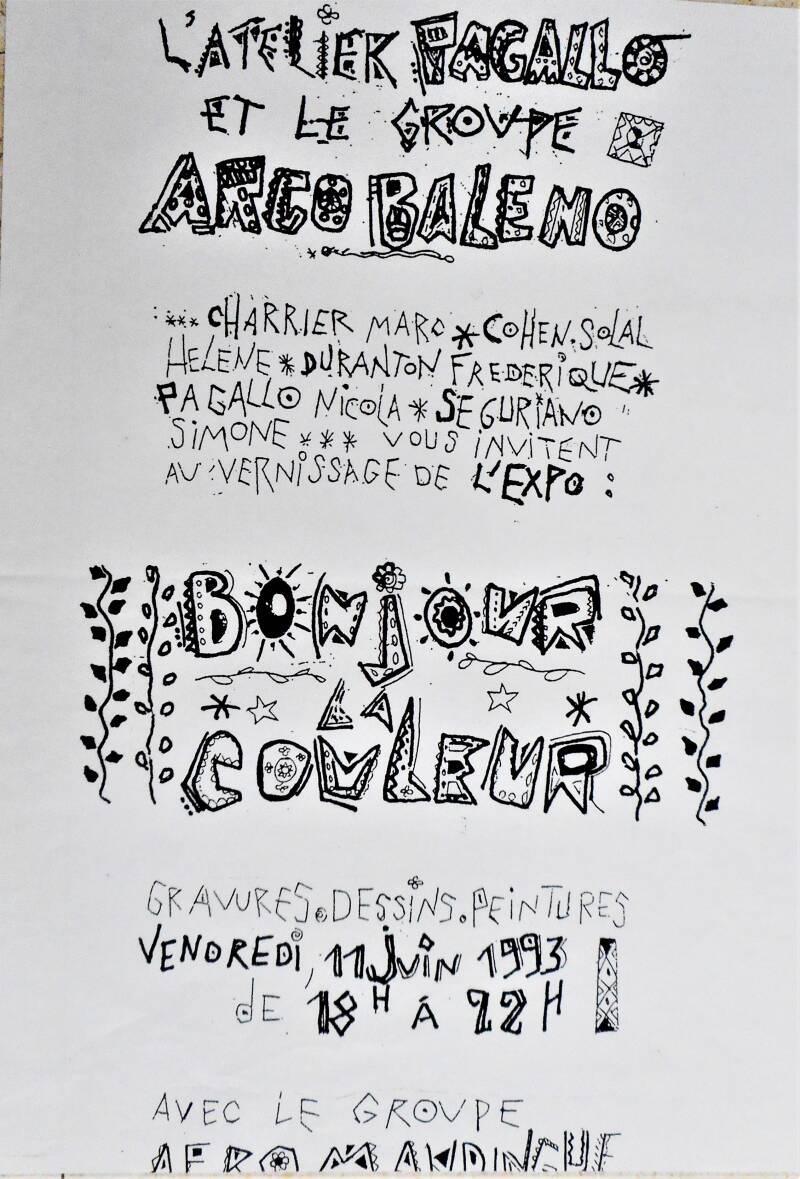 L'ATELIER PAGALLO
ET LE GROUPE
ARCO BALENO
*** CHARRIER MARC * COHEN.SOLAL
HELENE * DURANTON FREDERIQUE *
PAGALLO NICOLA * SEGURIANO
SIMONE *** VOUS INVITENT
AU VERNISSAGE DE L'EXPO :
BONJOUR
LA
COULEUR
GRAVURES.DESSINS.PEINTURES
VENDREDI, 11 JUIN 1993
de 18H À 22H
AVEC LE GROUPE
AFRO MANDINGUE